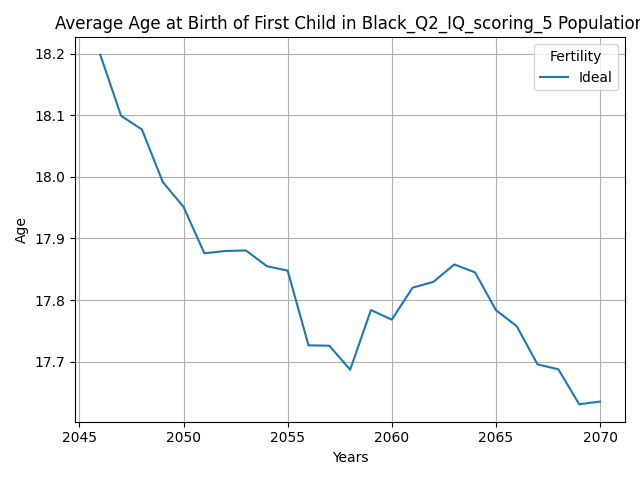 Average Age at Birth of First Child in Black_Q2_IQ_scoring_5 Population
Fertility
Ideal
18.2
18.1
18.0
17.9
17.8
17.7
Age
2045 2050 2055 2060 2065 2070
Years